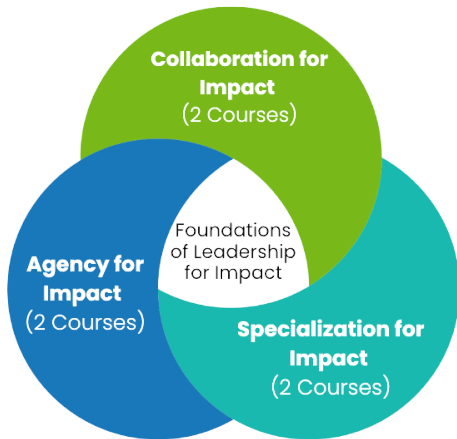 Collaboration for
Impact
(2 Courses)
Foundations
of Leadership
for Impact
Agency for
Impact
(2 Courses)
Specialization for
Impact
(2 Courses)